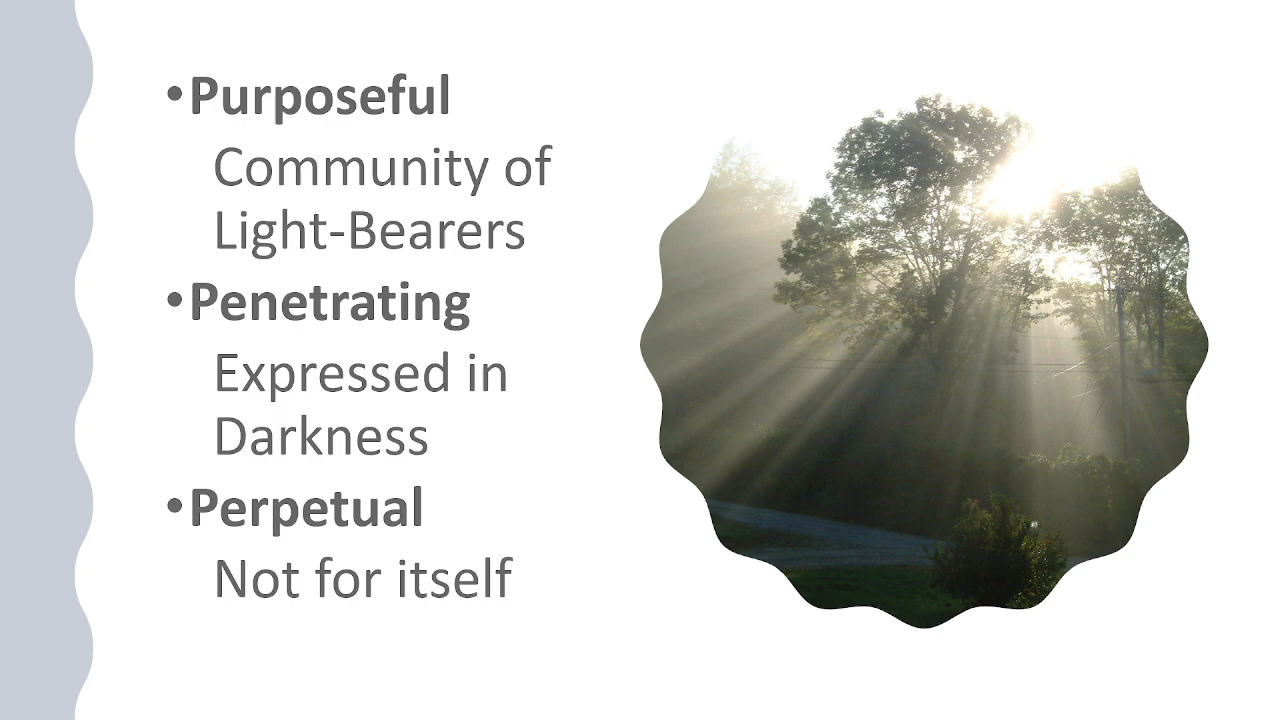 •Purposeful
Community of
Light-Bearers
•Penetrating
Expressed in
Darkness
•Perpetual
Not for itself